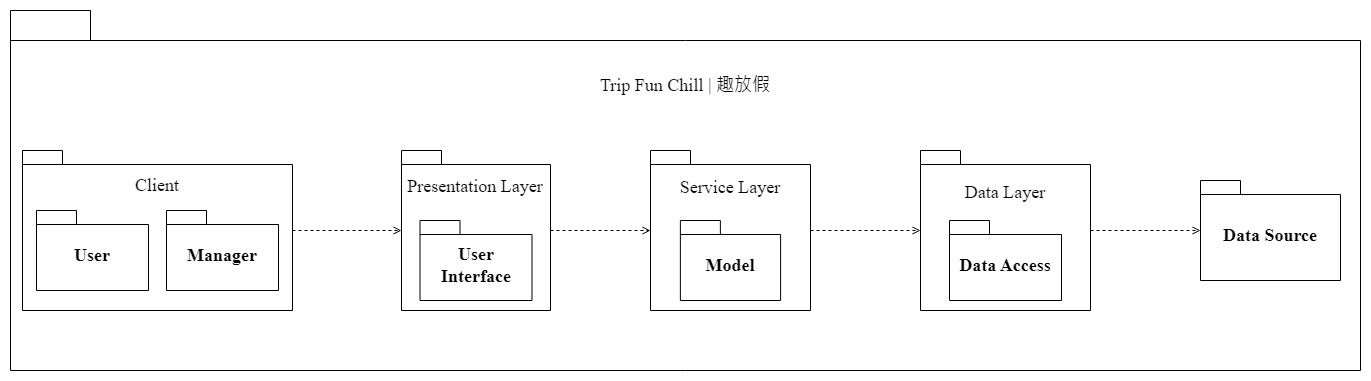 Trip Fun Chill | 趣放假
Client
User
Manager
Presentation Layer
User
Interface
Service Layer
Model
Data Layer
Data Access
Data Source